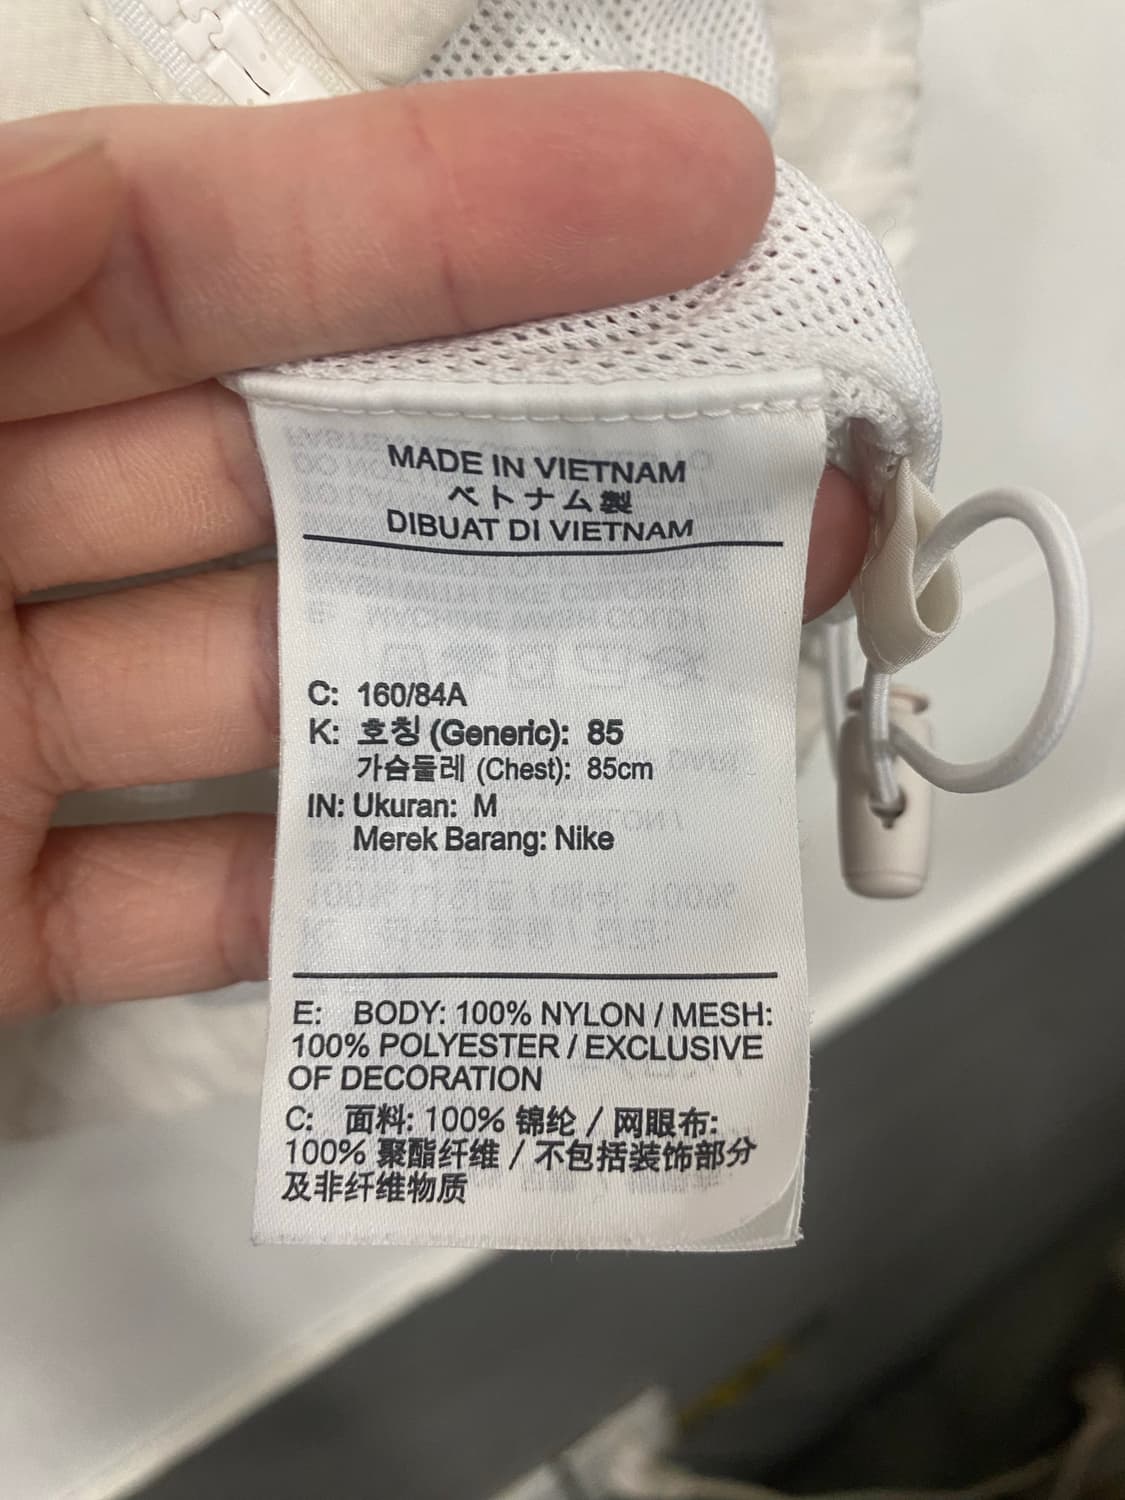 MADE IN VIETNAM
ベトナム製
DIBUAT DI VIETNAM
C: 160/84A
K: 호칭 (Generic): 85
가슴둘레 (Chest): 85cm
IN: Ukuran: M
Merek Barang: Nike
E: BODY: 100% NYLON / MESH:
100% POLYESTER / EXCLUSIVE
OF DECORATION
C: 面料: 100% 锦纶 / 网眼布:
100% 聚酯纤维 / 不包括装饰部分
及非纤维物质